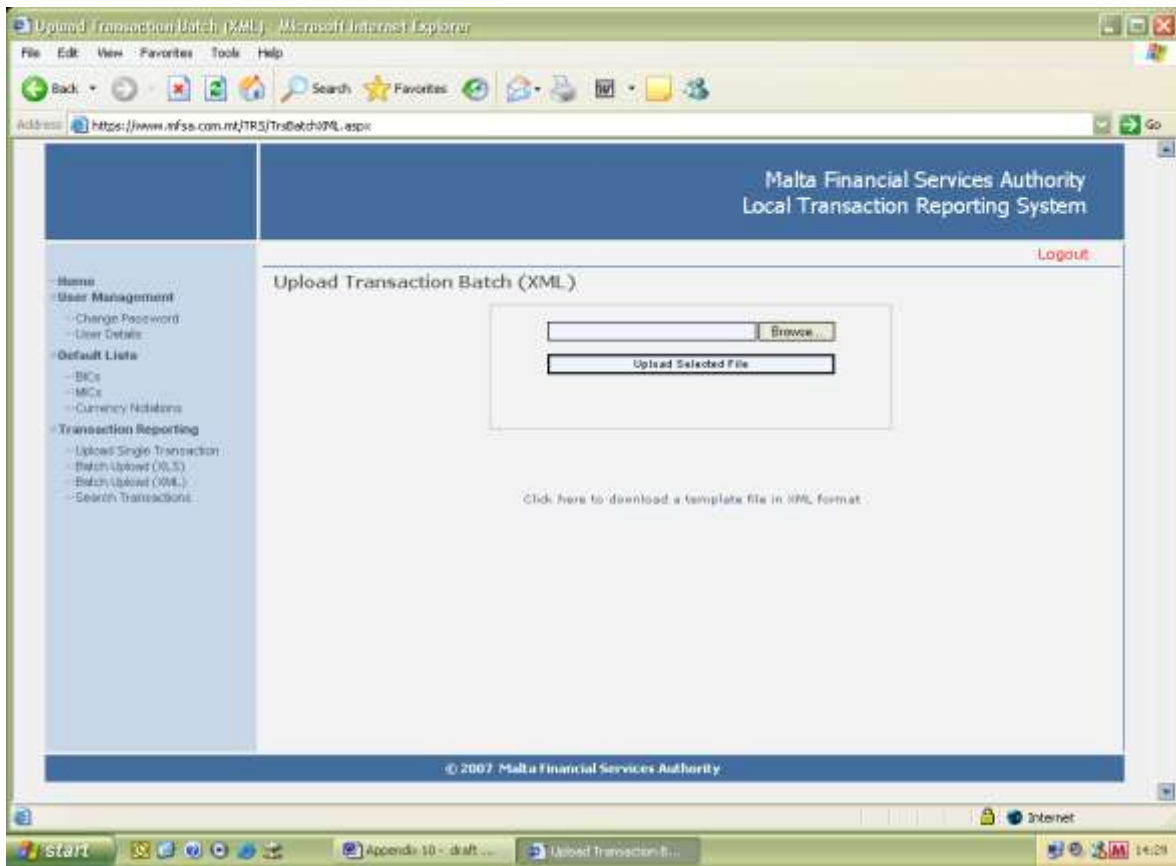 Upload Transaction Batch (XML) - Microsoft Internet Explorer
File Edit View Favorites Tools Help
Back Search Favorites
Address https://www.mfsa.com.mt/TRS/TrsBatchXML.aspx Go
Malta Financial Services Authority
Local Transaction Reporting System
Logout
Home
User Management
Change Password
User Details
Default Lists
BICs
MICs
Currency Notations
Transaction Reporting
Upload Single Transaction
Batch Upload (XLS)
Batch Upload (XML)
Search Transactions
Upload Transaction Batch (XML)
Browse...
Upload Selected File
Click here to download a template file in XML format
© 2007 Malta Financial Services Authority
Internet
start Appendix 10 - draft ... Upload Transaction B... 14:29